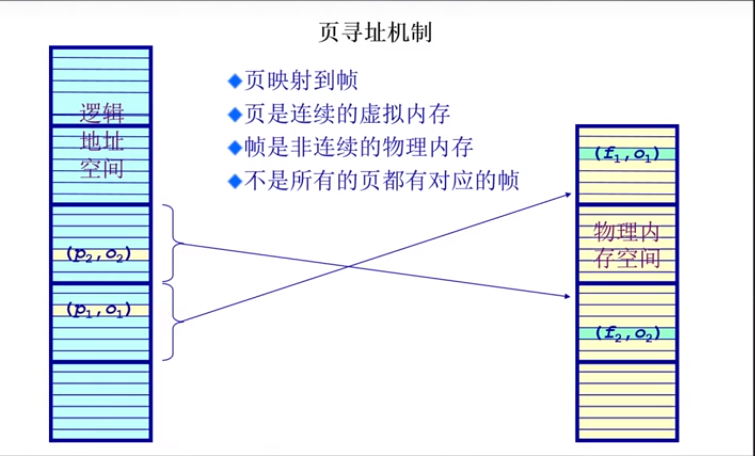 页寻址机制
◆页映射到帧
◆页是连续的虚拟内存
◆帧是非连续的物理内存
◆不是所有的页都有对应的帧
逻辑
地址
空间
(p₂,o₂)
(p₁,o₁)
(f₁,o₁)
物理内
存空间
(f₂,o₂)